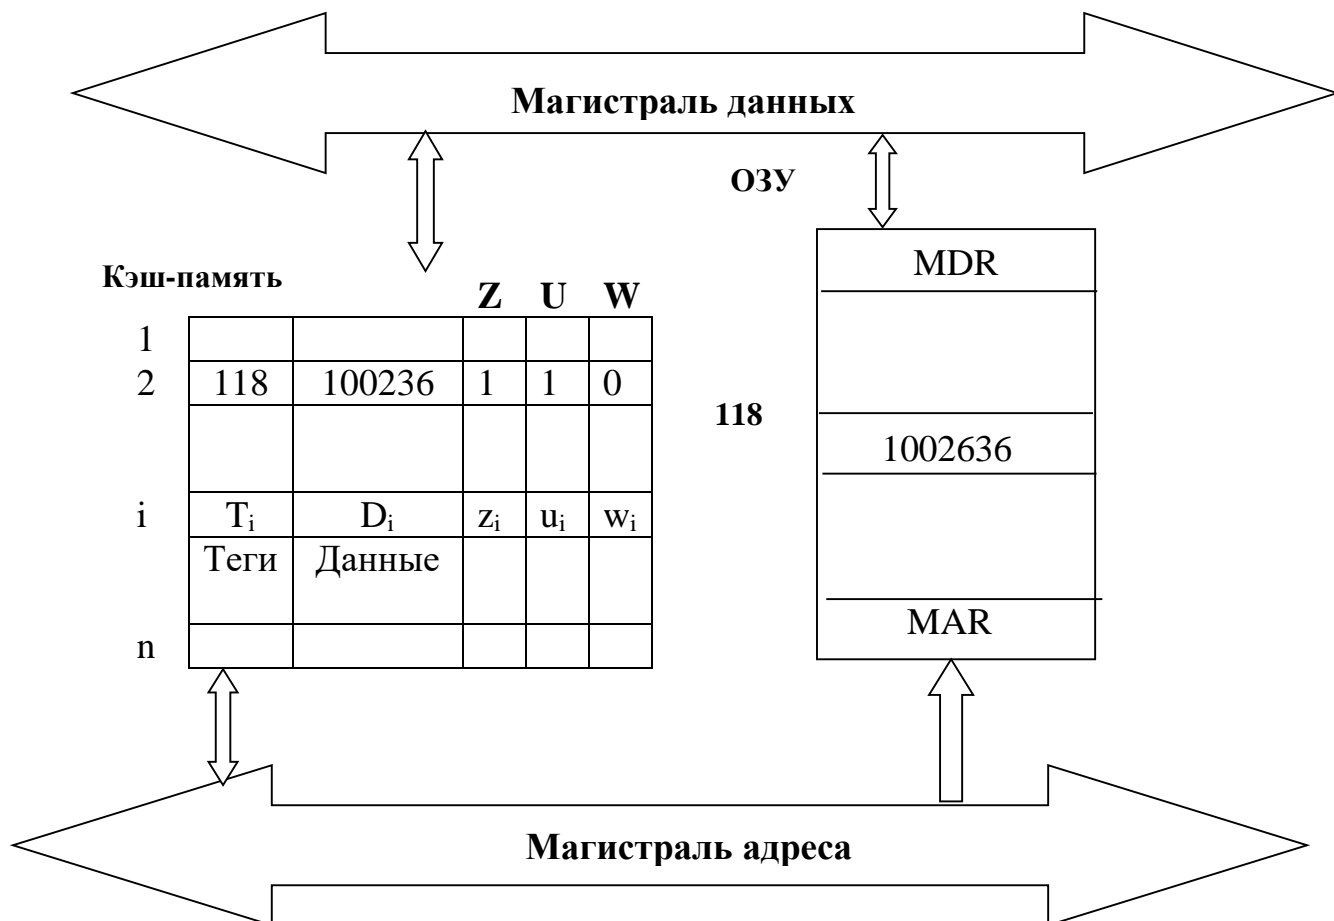 Магистраль данных
ОЗУ
MDR
Кэш-память
Z U W
1
2 118 100236 1 1 0
118
1002636
i Tᵢ Dᵢ zᵢ uᵢ wᵢ
Теги Данные
MAR
n
Магистраль адреса